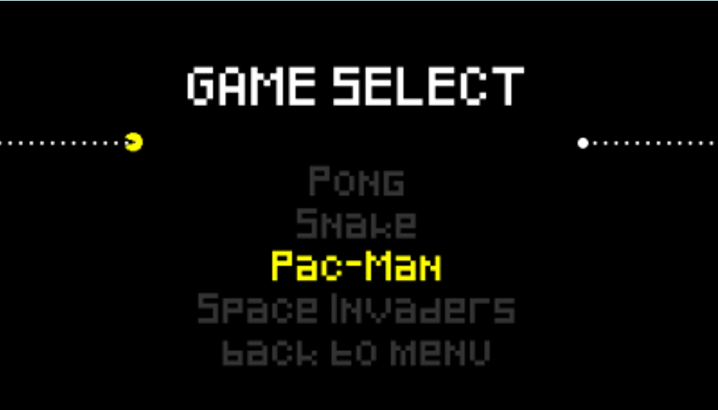 GAME SELECT
Pong
Snake
Pac-Man
Space Invaders
back to menu